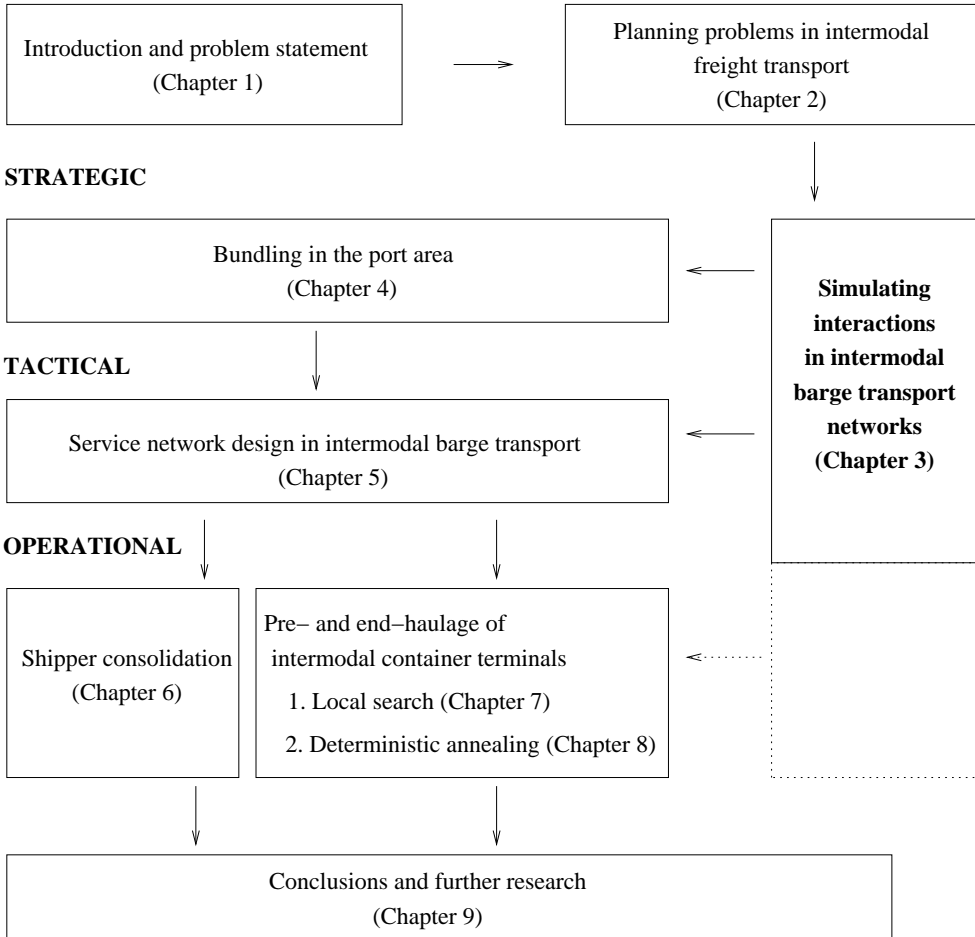 Introduction and problem statement
(Chapter 1)
Planning problems in intermodal
freight transport
(Chapter 2)
STRATEGIC
Bundling in the port area
(Chapter 4)
Simulating
interactions
in intermodal
barge transport
networks
(Chapter 3)
TACTICAL
Service network design in intermodal barge transport
(Chapter 5)
OPERATIONAL
Shipper consolidation
(Chapter 6)
Pre− and end−haulage of
intermodal container terminals
1. Local search (Chapter 7)
2. Deterministic annealing (Chapter 8)
Conclusions and further research
(Chapter 9)